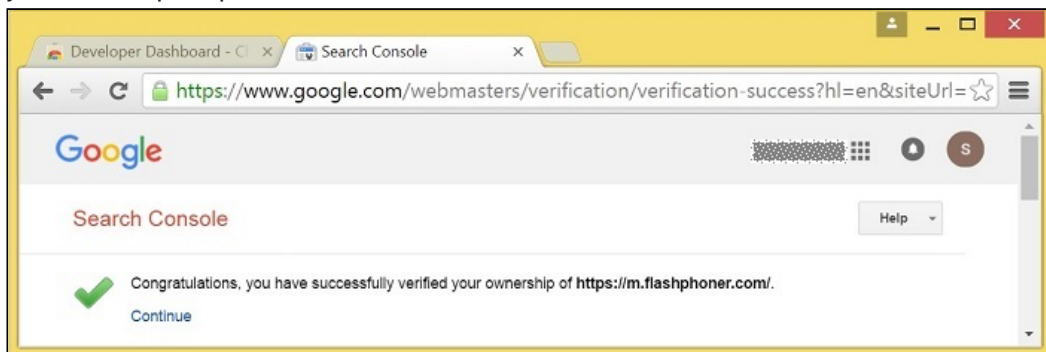 Developer Dashboard - C
Search Console
https://www.google.com/webmasters/verification/verification-success?hl=en&siteUrl=
Google
S
Search Console
Help
Congratulations, you have successfully verified your ownership of https://m.flashphoner.com/.
Continue